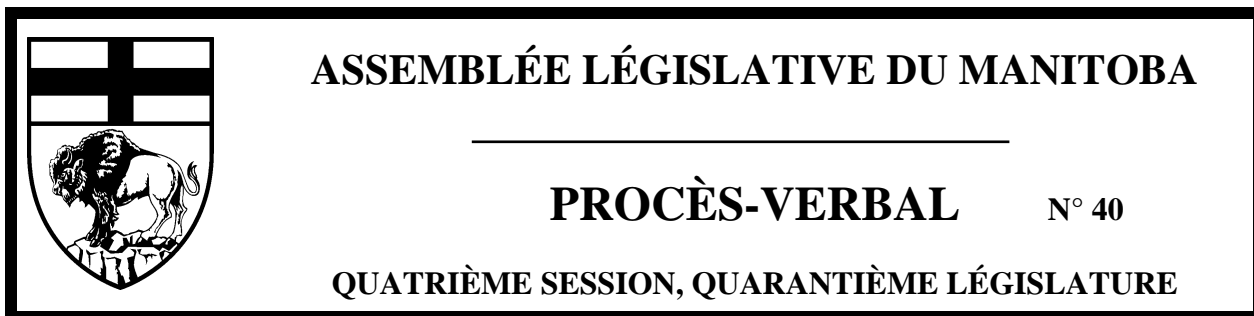 ASSEMBLÉE LÉGISLATIVE DU MANITOBA
PROCÈS-VERBAL N° 40
QUATRIÈME SESSION, QUARANTIÈME LÉGISLATURE